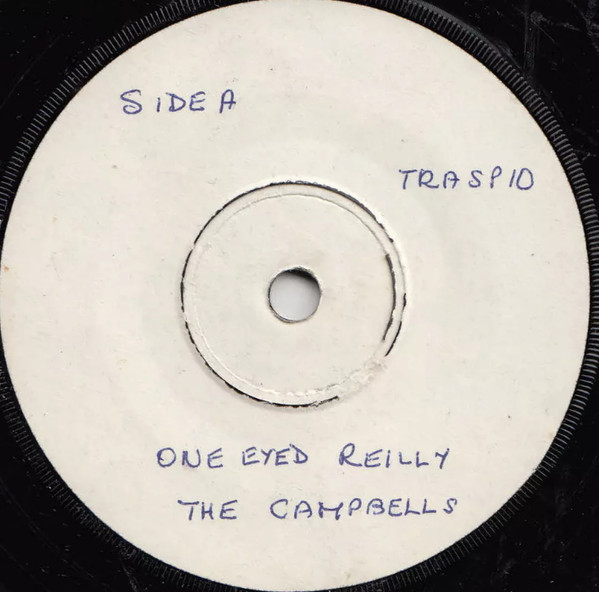 SIDE A
TRASP10
ONE EYED REILLY
THE CAMPBELLS